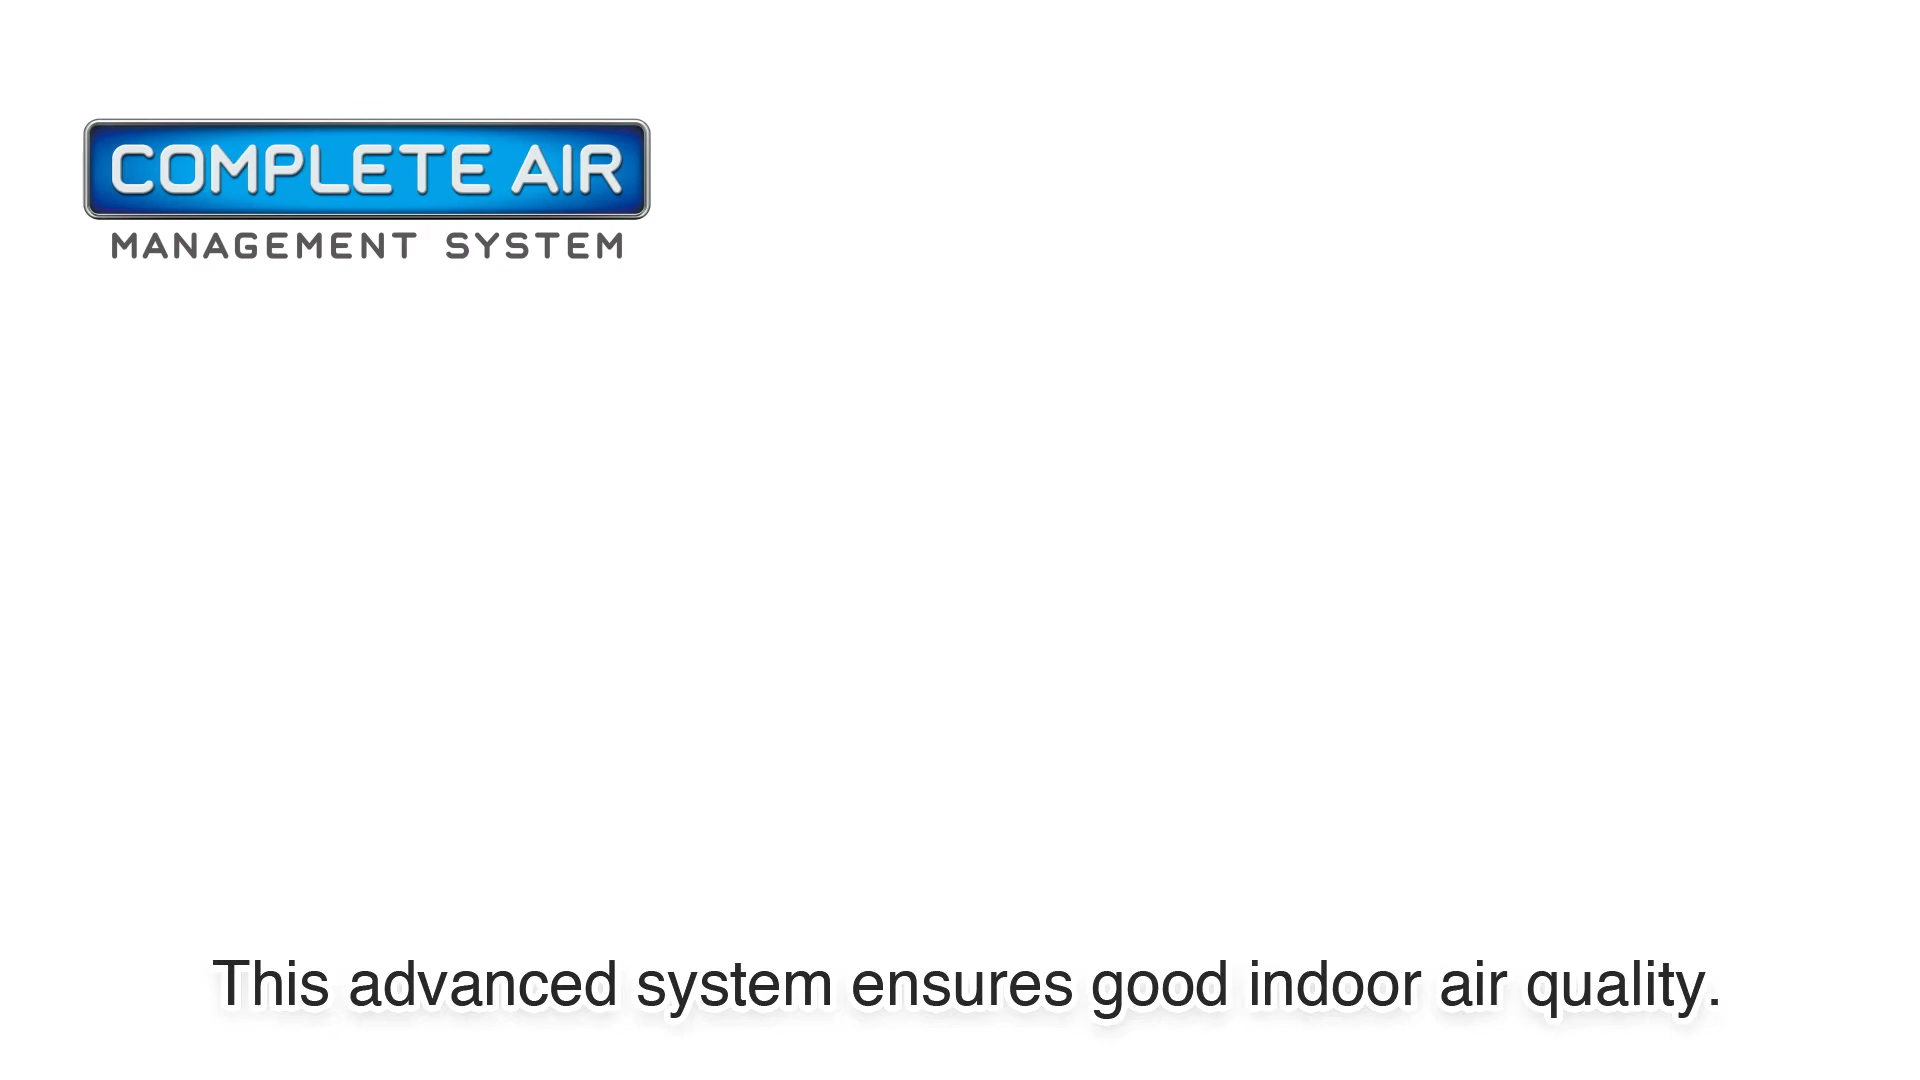 COMPLETE AIR
MANAGEMENT SYSTEM
This advanced system ensures good indoor air quality.